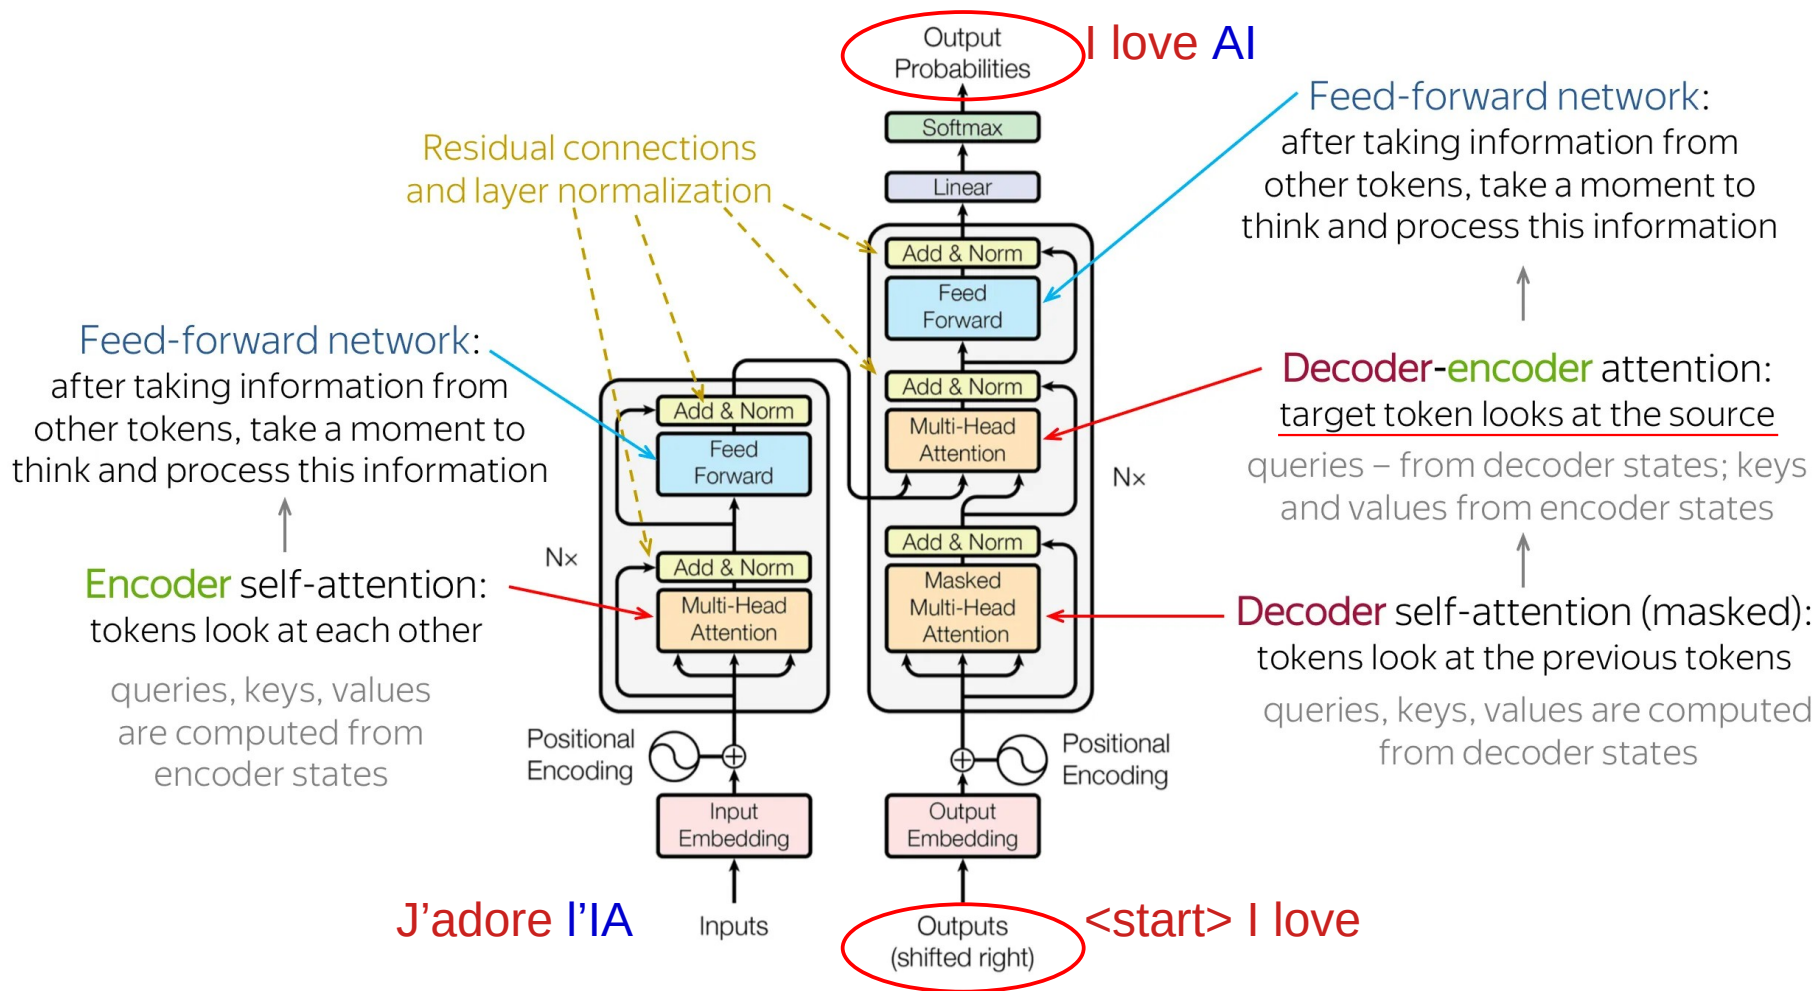 Output
Probabilities
I love AI
Softmax
Linear
Add & Norm
Feed
Forward
Add & Norm
Multi-Head
Attention
N×
Add & Norm
Masked
Multi-Head
Attention
Positional
Encoding
Output
Embedding
Outputs
(shifted right)
<start> I love
Residual connections
and layer normalization
Feed-forward network:
after taking information from
other tokens, take a moment to
think and process this information
Encoder self-attention:
tokens look at each other
queries, keys, values
are computed from
encoder states
Add & Norm
Feed
Forward
N×
Add & Norm
Multi-Head
Attention
Positional
Encoding
Input
Embedding
J’adore l’IA
Inputs
Feed-forward network:
after taking information from
other tokens, take a moment to
think and process this information
Decoder-encoder attention:
target token looks at the source
queries – from decoder states; keys
and values from encoder states
Decoder self-attention (masked):
tokens look at the previous tokens
queries, keys, values are computed
from decoder states